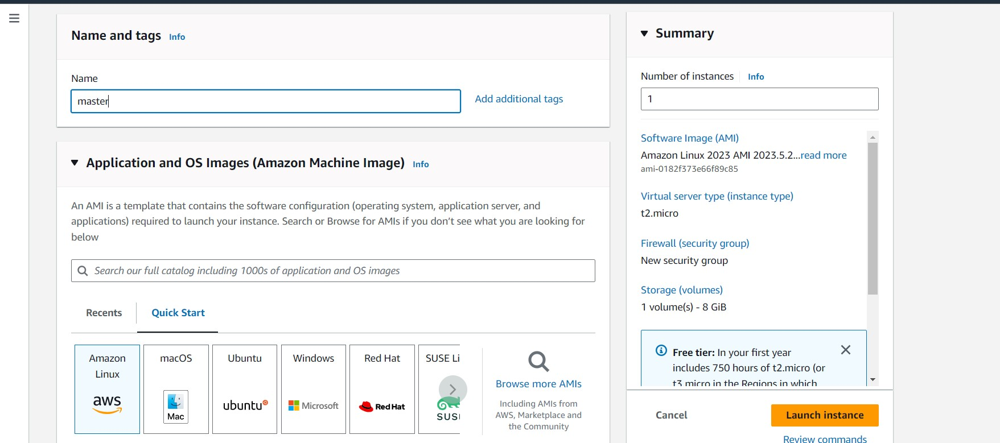 Name and tags Info
Name
master
Add additional tags
Application and OS Images (Amazon Machine Image) Info
An AMI is a template that contains the software configuration (operating system, application server, and
applications) required to launch your instance. Search or Browse for AMIs if you don’t see what you are looking for
below
Search our full catalog including 1000s of application and OS images
Recents
Quick Start
Amazon
Linux
aws
macOS
Mac
Ubuntu
ubuntu
Windows
Microsoft
Red Hat
Red Hat
SUSE Li
SUS
Browse more AMIs
Including AMIs from
AWS, Marketplace and
the Community
Summary
Number of instances Info
1
Software Image (AMI)
Amazon Linux 2023 AMI 2023.5.2...read more
ami-0182f373e66f89c85
Virtual server type (instance type)
t2.micro
Firewall (security group)
New security group
Storage (volumes)
1 volume(s) - 8 GiB
Free tier: In your first year
includes 750 hours of t2.micro (or
t3.micro in the Regions in which
Cancel
Launch instance
Review commands